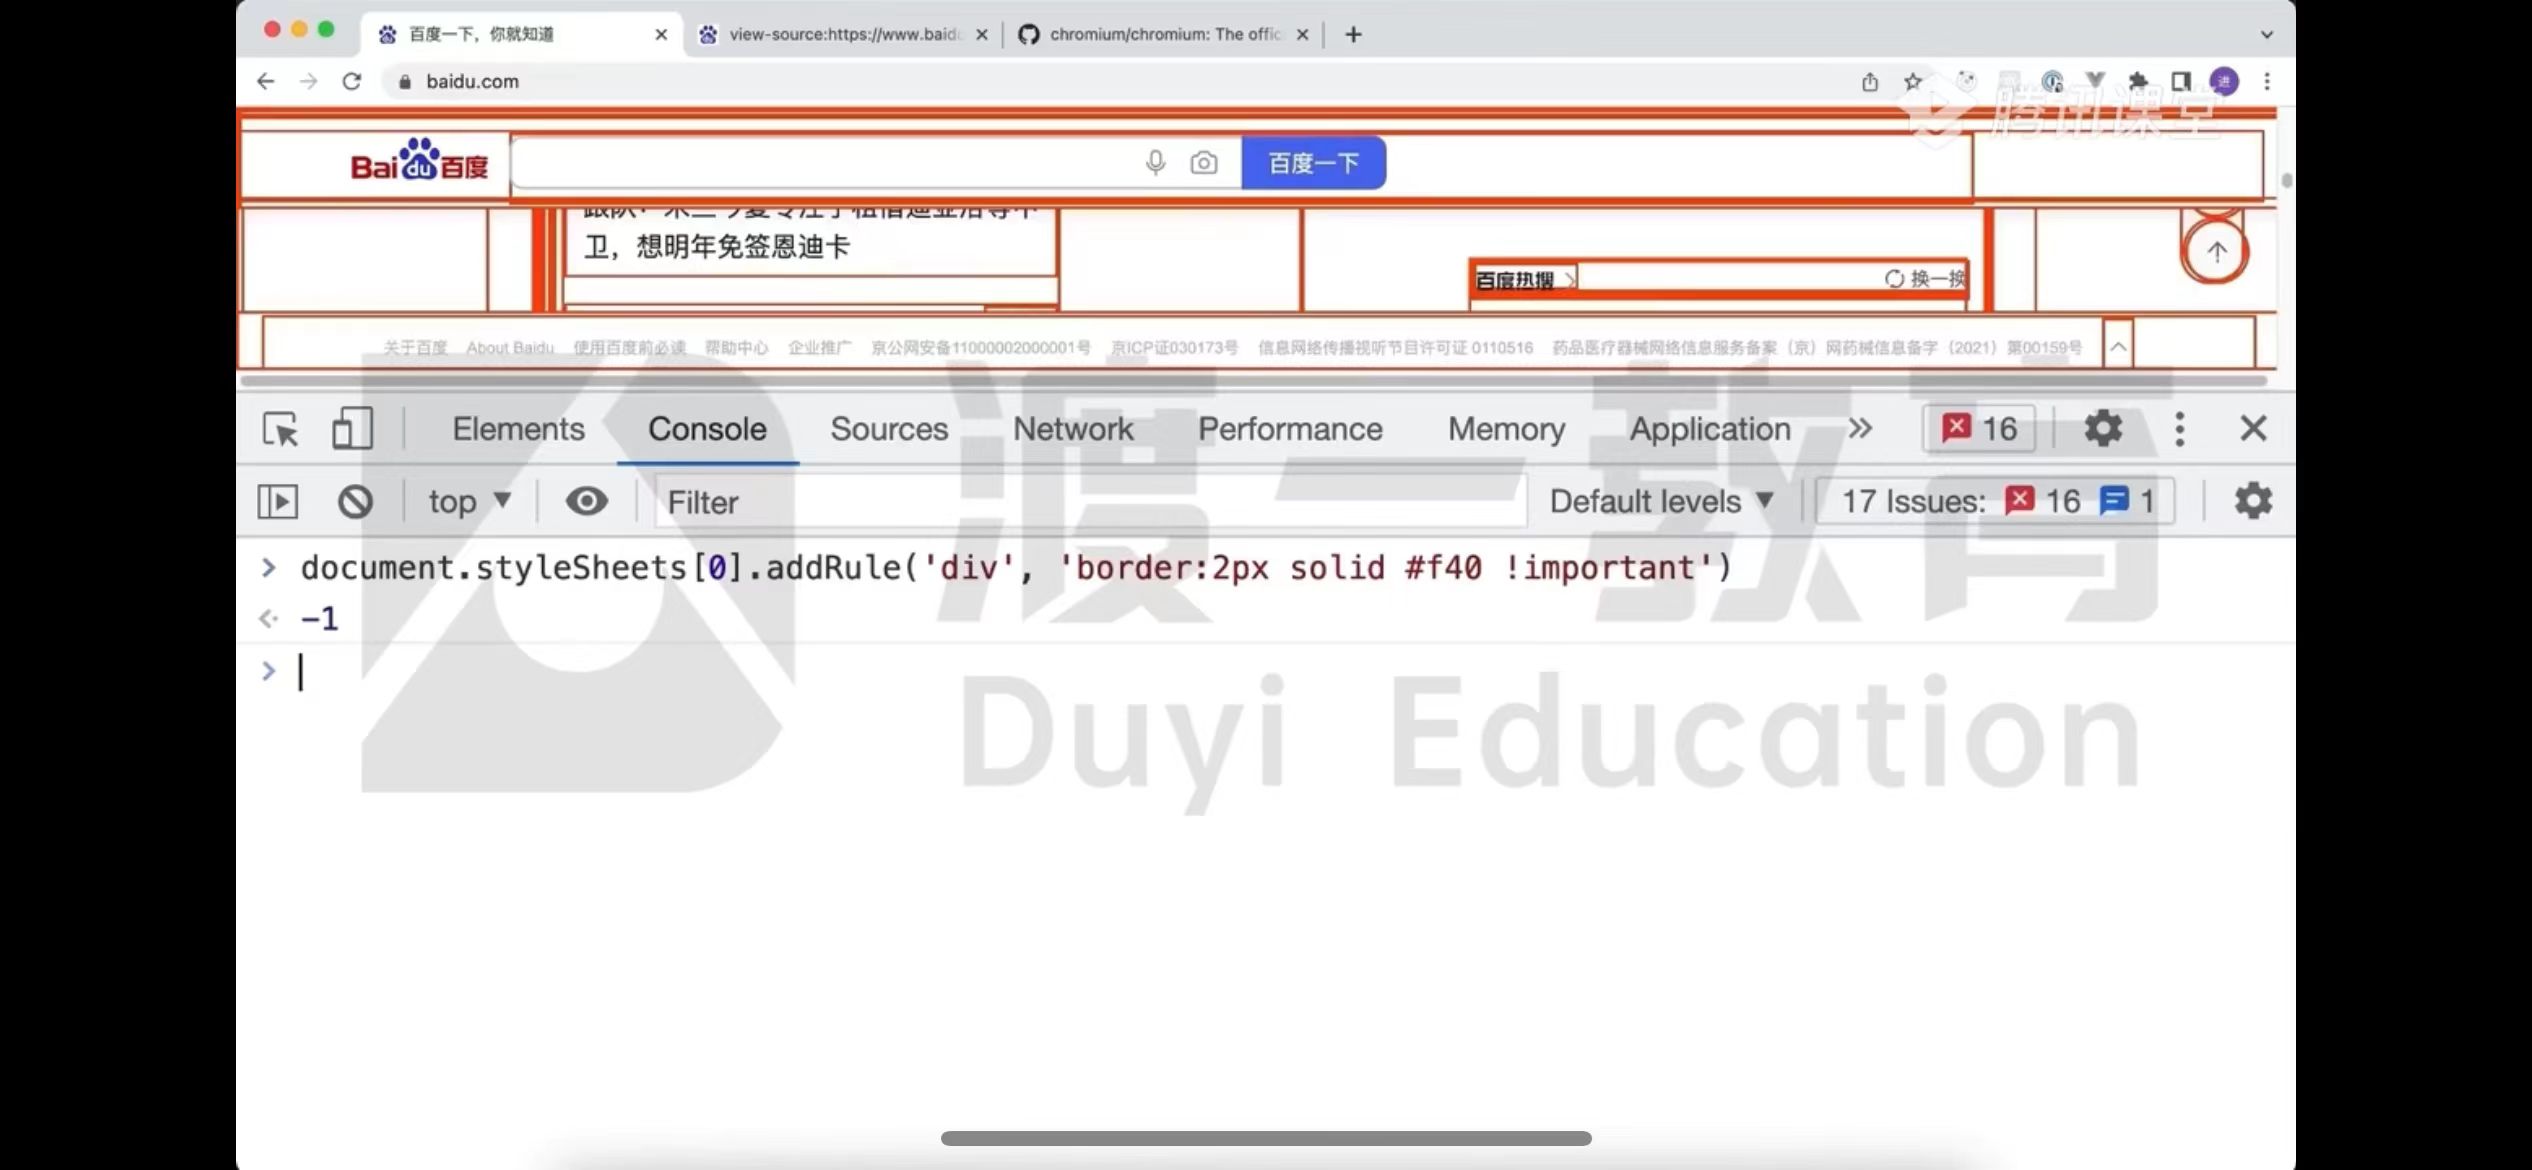 百度一下，你就知道
view-source:https://www.baid
chromium/chromium: The offic
baidu.com
进
腾讯课堂
Bai du 百度
百度一下
卫，想明年免签恩迪卡
百度热搜
换一换
关于百度 About Baidu 使用百度前必读 帮助中心 企业推广 京公网安备11000002000001号 京ICP证030173号 信息网络传播视听节目许可证 0110516 药品医疗器械网络信息服务备案（京）网药械信息备字（2021）第00159号
Elements Console Sources Network Performance Memory Application 16
top Filter Default levels 17 Issues: 16 1
document.styleSheets[0].addRule('div', 'border:2px solid #f40 !important')
-1
渡一教育
Duyi Education